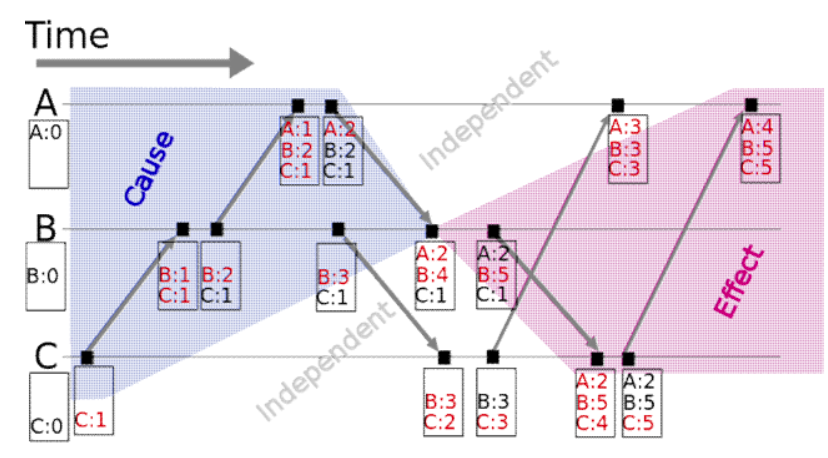 Time
A
A:0
A:1
B:2
C:1
A:2
B:2
C:1
Independent
A:3
B:3
C:3
A:4
B:5
C:5
Cause
B
B:0
B:1
C:1
B:2
C:1
B:3
C:1
A:2
B:4
C:1
A:2
B:5
C:1
Effect
Independent
C
C:0
C:1
B:3
C:2
B:3
C:3
A:2
B:5
C:4
A:2
B:5
C:5